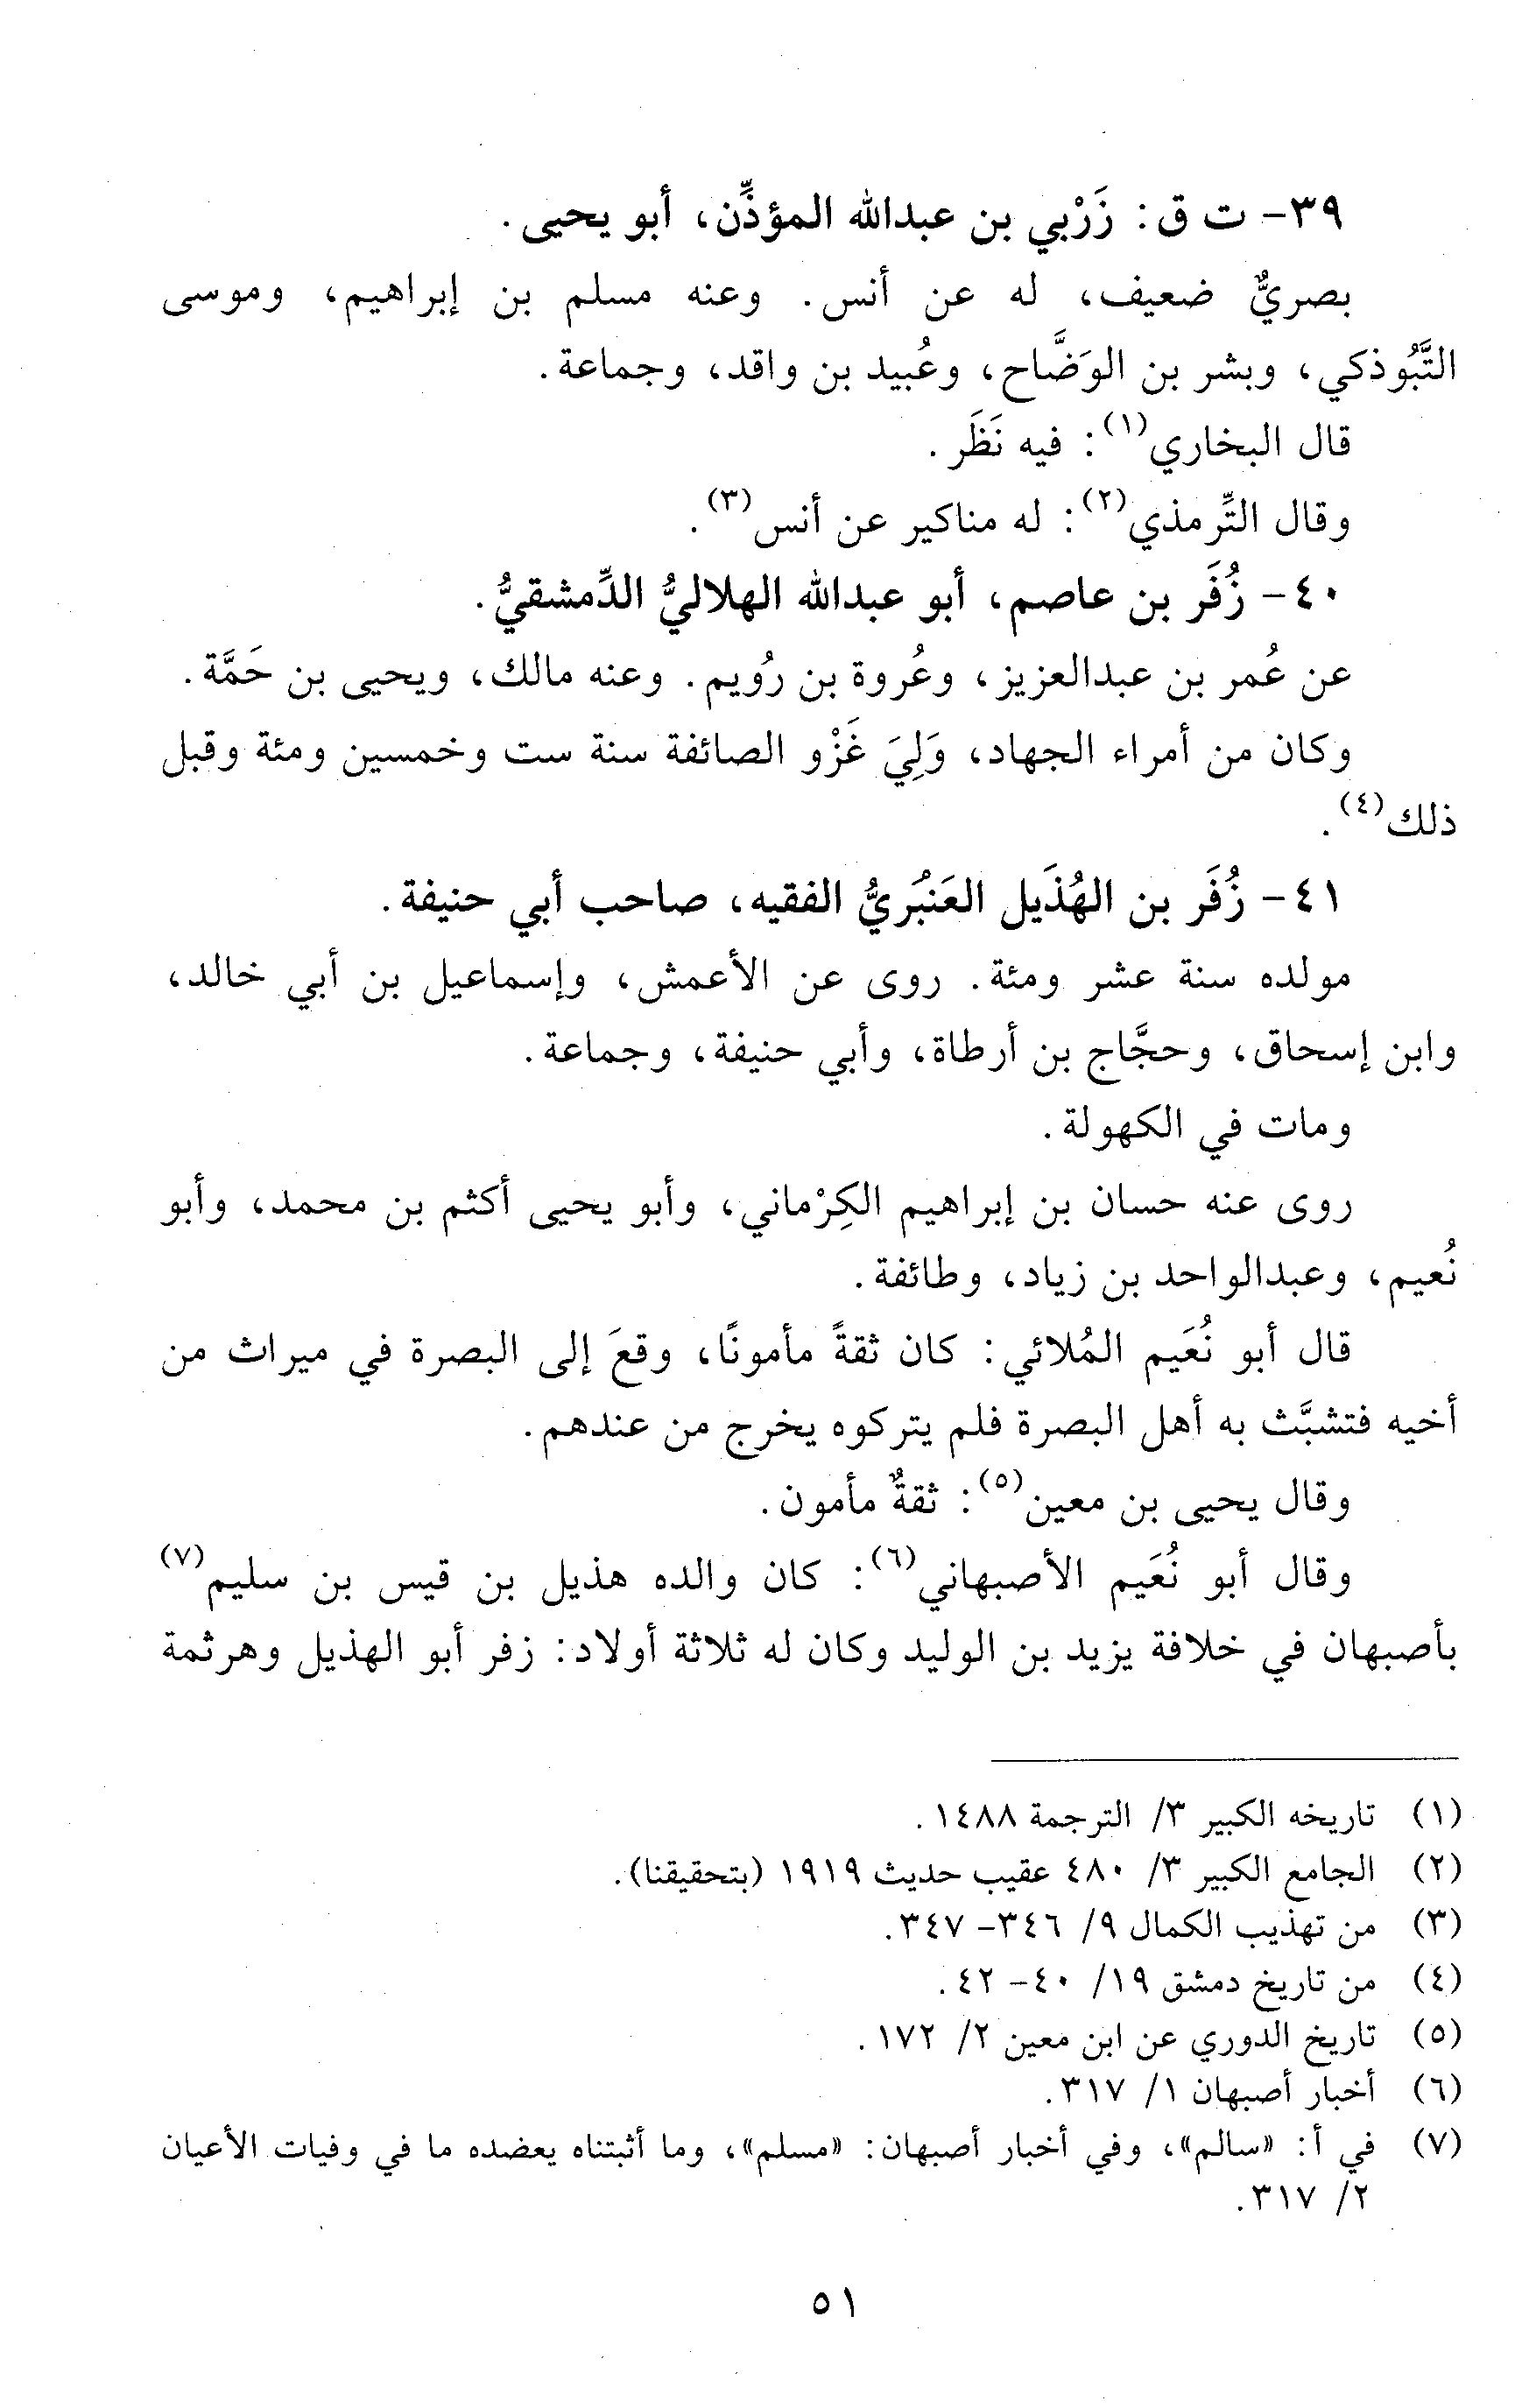 ٣٩- ت ق: زَرْبي بن عبدالله المؤذِّن، أبو يحيى.
بصريٌّ ضعيف، له عن أنس. وعنه مسلم بن إبراهيم، وموسى
التَّبُوذكي، وبشر بن الوَضَّاح، وعُبيد بن واقد، وجماعة.
قال البخاري(١): فيه نَظَر.
وقال التِّرمذي(٢): له مناكير عن أنس(٣).
٤٠- زُفَر بن عاصم، أبو عبدالله الهلاليُّ الدِّمشقيُّ.
عن عُمر بن عبدالعزيز، وعُروة بن رُويم. وعنه مالك، ويحيى بن حَمَّة.
وكان من أمراء الجهاد، وَلِيَ غَزْو الصائفة سنة ست وخمسين ومئة وقبل
ذلك(٤).
٤١- زُفَر بن الهُذَيل العَنبُريُّ الفقيه، صاحب أبي حنيفة.
مولده سنة عشر ومئة. روى عن الأعمش، وإسماعيل بن أبي خالد،
وابن إسحاق، وحجَّاج بن أرطاة، وأبي حنيفة، وجماعة.
ومات في الكهولة.
روى عنه حسان بن إبراهيم الكِرْماني، وأبو يحيى أكثم بن محمد، وأبو
نُعيم، وعبدالواحد بن زياد، وطائفة.
قال أبو نُعَيم المُلائي: كان ثقةً مأمونًا، وقعَ إلى البصرة في ميراث من
أخيه فتشبَّث به أهل البصرة فلم يتركوه يخرج من عندهم.
وقال يحيى بن معين(٥): ثقةٌ مأمون.
وقال أبو نُعَيم الأصبهاني(٦): كان والده هذيل بن قيس بن سليم(٧)
بأصبهان في خلافة يزيد بن الوليد وكان له ثلاثة أولاد: زفر أبو الهذيل وهرثمة
(١) تاريخه الكبير ٣/ الترجمة ١٤٨٨.
(٢) الجامع الكبير ٣/ ٤٨٠ عقيب حديث ١٩١٩ (بتحقيقنا).
(٣) من تهذيب الكمال ٩/ ٣٤٦- ٣٤٧.
(٤) من تاريخ دمشق ١٩/ ٤٠- ٤٢.
(٥) تاريخ الدوري عن ابن معين ٢/ ١٧٢.
(٦) أخبار أصبهان ١/ ٣١٧.
(٧) في أ: «سالم»، وفي أخبار أصبهان: «مسلم»، وما أثبتناه يعضده ما في وفيات الأعيان
٢/ ٣١٧.
٥١